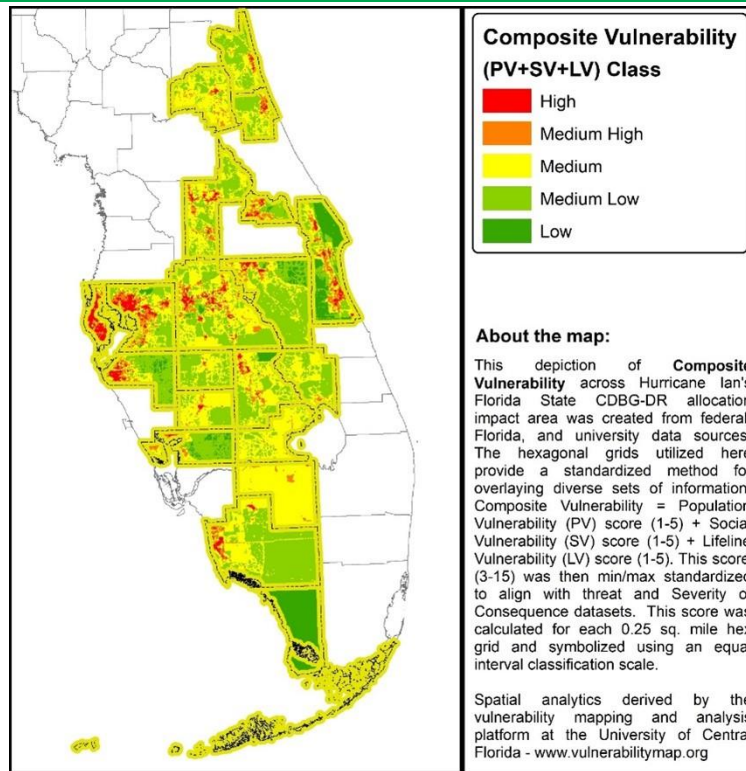 Composite Vulnerability
(PV+SV+LV) Class
High
Medium High
Medium
Medium Low
Low
About the map:
This depiction of Composite
Vulnerability across Hurricane Ian's
Florida State CDBG-DR allocation
impact area was created from federal
Florida, and university data sources
The hexagonal grids utilized here
provide a standardized method fo
overlaying diverse sets of information
Composite Vulnerability = Population
Vulnerability (PV) score (1-5) + Socia
Vulnerability (SV) score (1-5) + Lifeline
Vulnerability (LV) score (1-5). This score
(3-15) was then min/max standardized
to align with threat and Severity o
Consequence datasets. This score was
calculated for each 0.25 sq. mile hex
grid and symbolized using an equa
interval classification scale.
Spatial analytics derived by the
vulnerability mapping and analysis
platform at the University of Centra
Florida - www.vulnerabilitymap.org